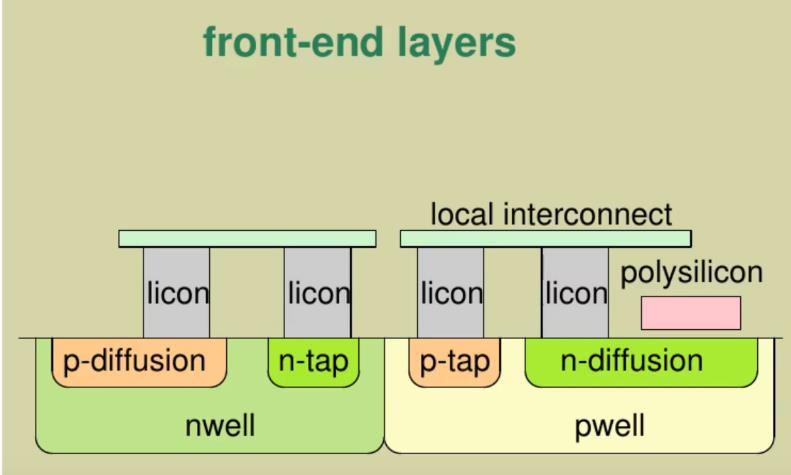 front-end layers
local interconnect
polysilicon
licon licon licon licon
p-diffusion n-tap p-tap n-diffusion
nwell pwell